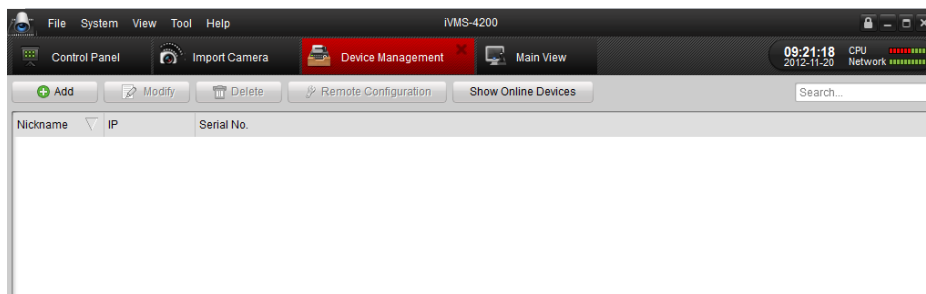 File System View Tool Help iVMS-4200
Control Panel Import Camera Device Management Main View 09:21:18 CPU
2012-11-20 Network
Add Modify Delete Remote Configuration Show Online Devices Search...
Nickname IP Serial No.